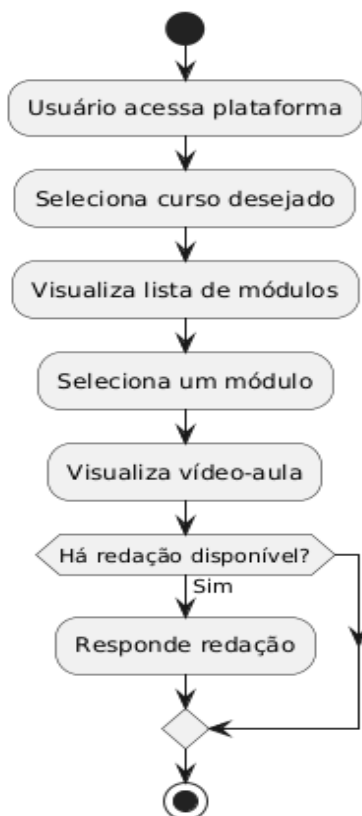 Usuário acessa plataforma
Seleciona curso desejado
Visualiza lista de módulos
Seleciona um módulo
Visualiza vídeo-aula
Há redação disponível?
Sim
Responde redação